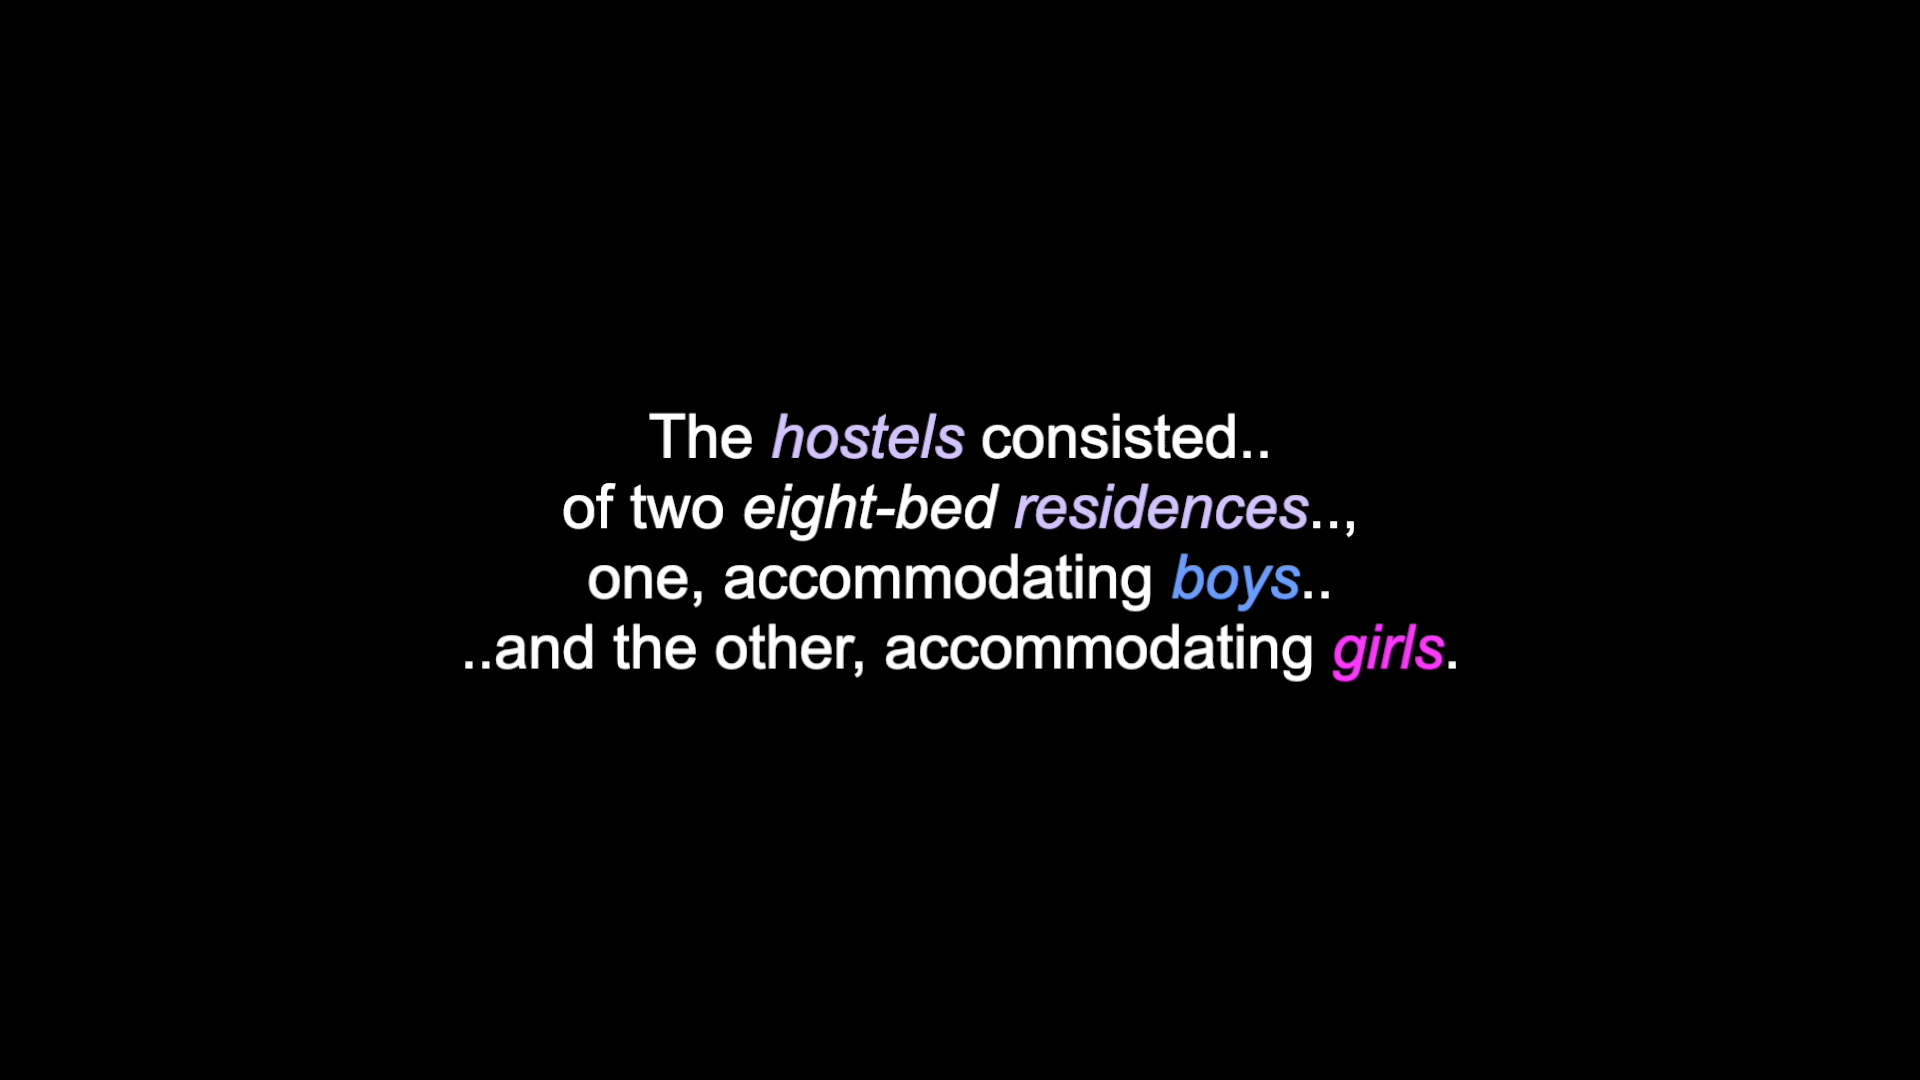 The hostels consisted..
of two eight-bed residences..,
one, accommodating boys..
..and the other, accommodating girls.